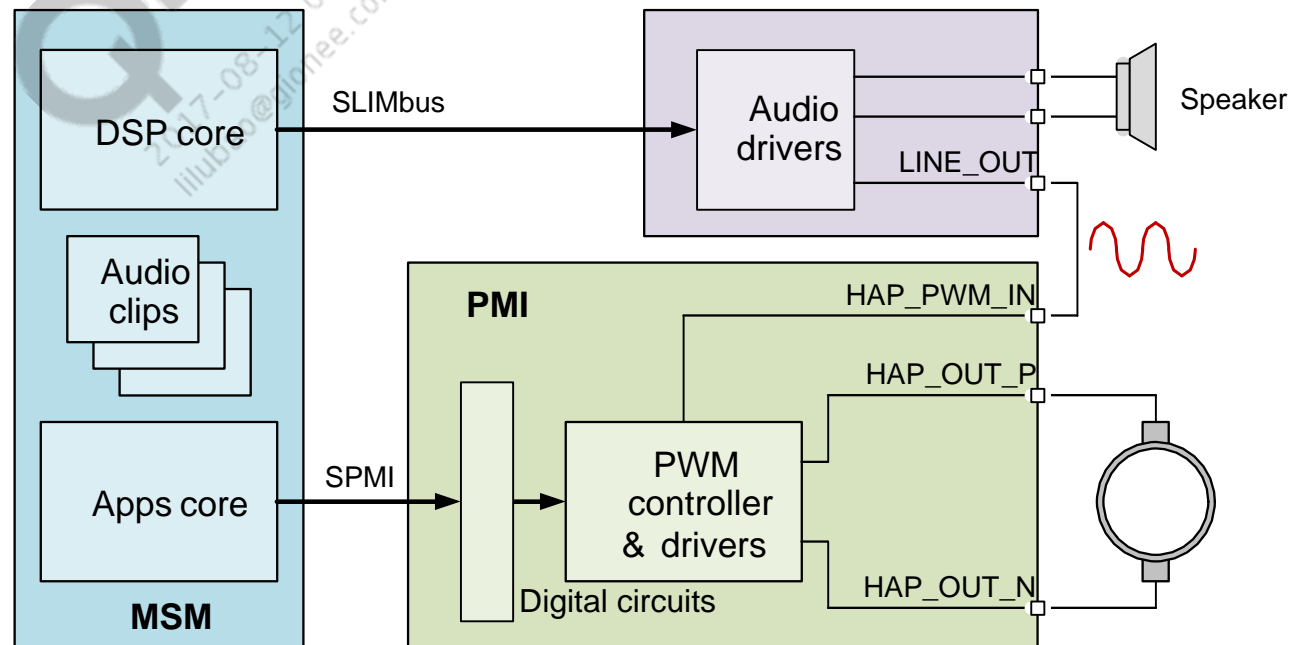 DSP core
SLIMbus
Audio
drivers
Speaker
LINE_OUT
Audio
clips
PMI
HAP_PWM_IN
HAP_OUT_P
Apps core
SPMI
PWM
controller
& drivers
HAP_OUT_N
Digital circuits
MSM